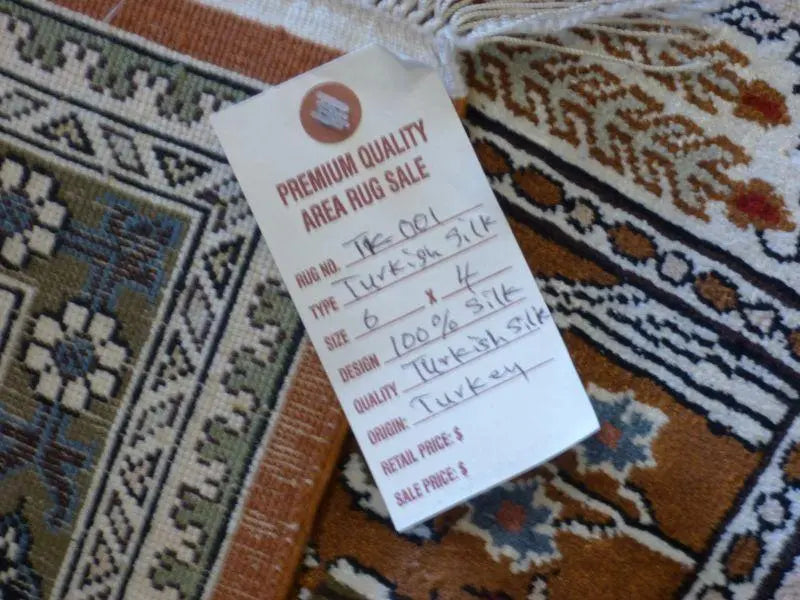 PREMIUM QUALITY
AREA RUG SALE
RUG NO. TK-001
TYPE Turkish Silk
SIZE 6 X 4
DESIGN 100% Silk
QUALITY Turkish Silk
ORIGIN: Turkey
RETAIL PRICE: $
SALE PRICE: $